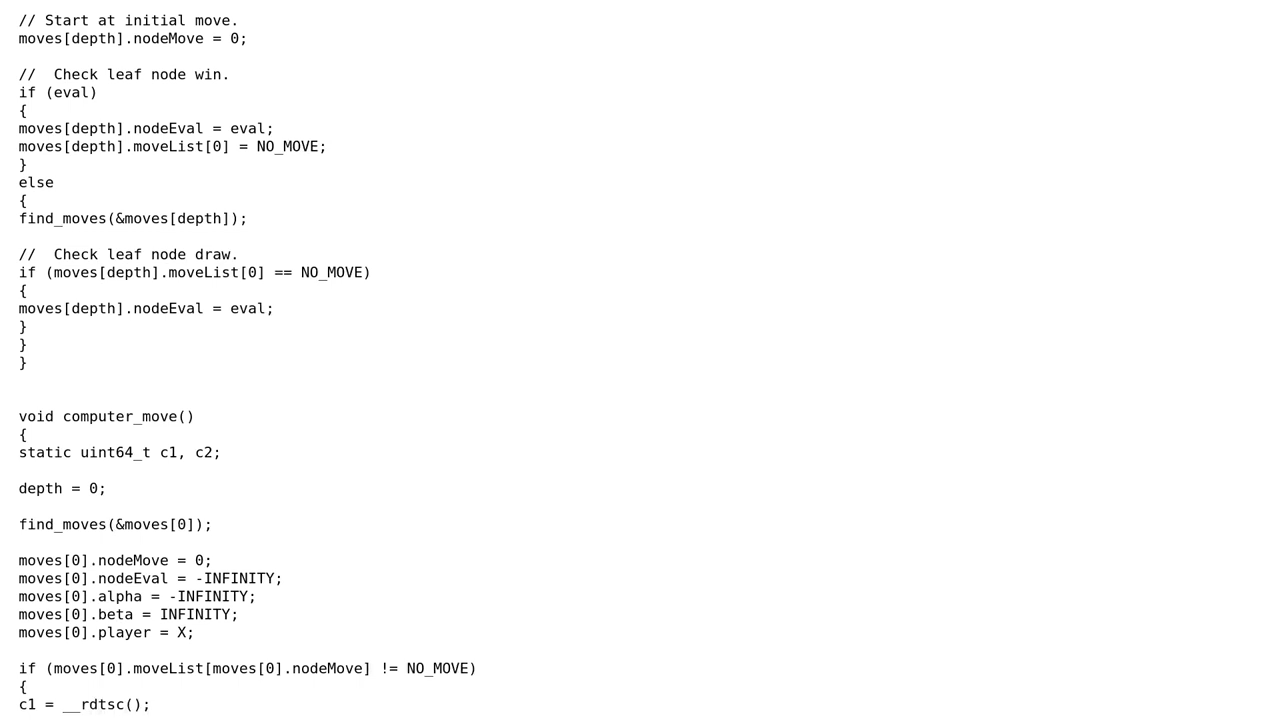 // Start at initial move.
moves[depth].nodeMove = 0;

//  Check leaf node win.
if (eval)
{
moves[depth].nodeEval = eval;
moves[depth].moveList[0] = NO_MOVE;
}
else
{
find_moves(&moves[depth]);

//  Check leaf node draw.
if (moves[depth].moveList[0] == NO_MOVE)
{
moves[depth].nodeEval = eval;
}
}
}


void computer_move()
{
static uint64_t c1, c2;

depth = 0;

find_moves(&moves[0]);

moves[0].nodeMove = 0;
moves[0].nodeEval = -INFINITY;
moves[0].alpha = -INFINITY;
moves[0].beta = INFINITY;
moves[0].player = X;

if (moves[0].moveList[moves[0].nodeMove] != NO_MOVE)
{
c1 = __rdtsc();